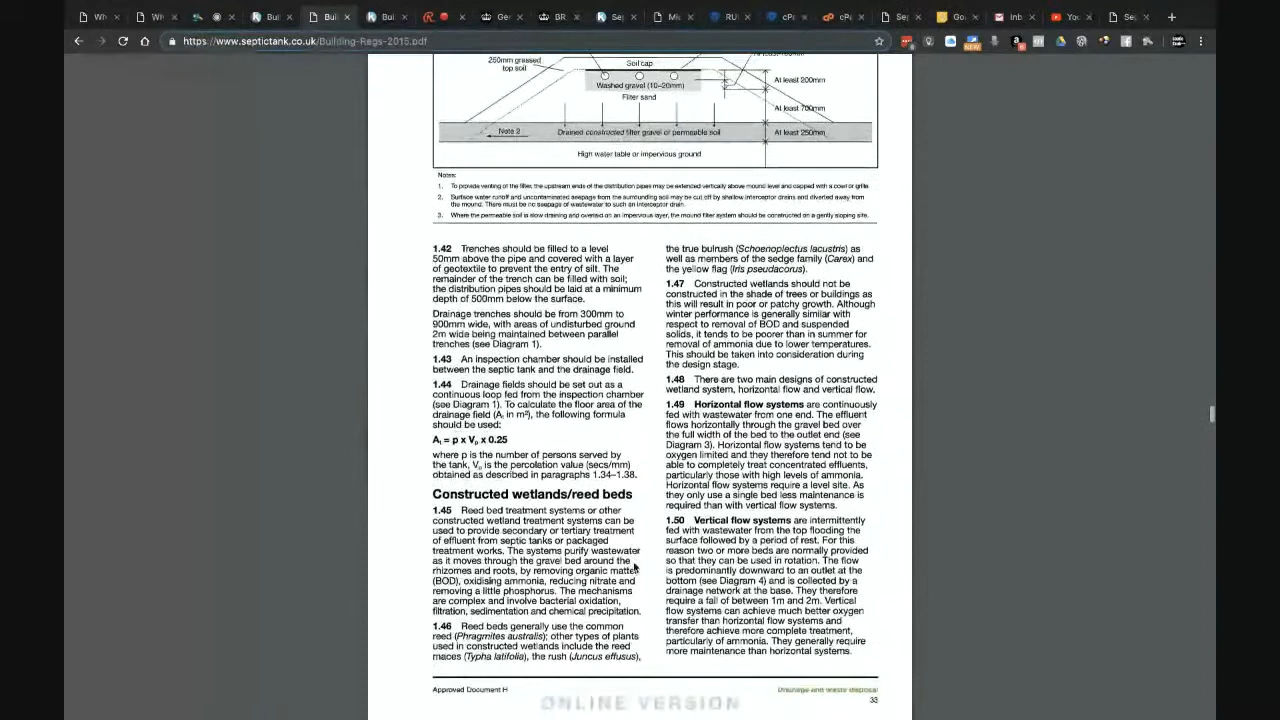 Wh
Wit
se
Bu
Buil
Bui
R
Ger
BR
Sep
Mic
RU
cPa
cPa
Sep
Go
Inb
You
Sep
https://www.septictank.uk/Building-Regs-2015.pdf
250mm grassed
top soil
Soil cap
Washed gravel (10–20mm)
Filter sand
At least 200mm
At least 700mm
Note 2
Drained constructed filter gravel or permeable soil
At least 250mm
High water table or impervious ground
Notes:
1. To provide venting of the filter, the upstream ends of the distribution pipes may be extended vertically above mound level and capped with a cowl or grille.
2. Surface water runoff and uncontaminated seepage from the surrounding soil may be cut off by shallow interceptor drains and diverted away from
the mound. There must be no seepage of wastewater to such an interceptor drain.
3. Where the permeable soil is slow draining and overlaid on an impervious layer, the mound filter system should be constructed on a gently sloping site.
1.42 Trenches should be filled to a level
50mm above the pipe and covered with a layer
of geotextile to prevent the entry of silt. The
remainder of the trench can be filled with soil;
the distribution pipes should be laid at a minimum
depth of 500mm below the surface.
Drainage trenches should be from 300mm to
900mm wide, with areas of undisturbed ground
2m wide being maintained between parallel
trenches (see Diagram 1).
1.43 An inspection chamber should be installed
between the septic tank and the drainage field.
1.44 Drainage fields should be set out as a
continuous loop fed from the inspection chamber
(see Diagram 1). To calculate the floor area of the
drainage field (At in m²), the following formula
should be used:
At = p x Vp x 0.25
where p is the number of persons served by
the tank, Vp is the percolation value (secs/mm)
obtained as described in paragraphs 1.34–1.38.
Constructed wetlands/reed beds
1.45 Reed bed treatment systems or other
constructed wetland treatment systems can be
used to provide secondary or tertiary treatment
of effluent from septic tanks or packaged
treatment works. The systems purify wastewater
as it moves through the gravel bed around the
rhizomes and roots, by removing organic matter
(BOD), oxidising ammonia, reducing nitrate and
removing a little phosphorus. The mechanisms
are complex and involve bacterial oxidation,
filtration, sedimentation and chemical precipitation.
1.46 Reed beds generally use the common
reed (Phragmites australis); other types of plants
used in constructed wetlands include the reed
maces (Typha latifolia), the rush (Juncus effusus),
the true bulrush (Schoenoplectus lacustris) as
well as members of the sedge family (Carex) and
the yellow flag (Iris pseudacorus).
1.47 Constructed wetlands should not be
constructed in the shade of trees or buildings as
this will result in poor or patchy growth. Although
winter performance is generally similar with
respect to removal of BOD and suspended
solids, it tends to be poorer than in summer for
removal of ammonia due to lower temperatures.
This should be taken into consideration during
the design stage.
1.48 There are two main designs of constructed
wetland system, horizontal flow and vertical flow.
1.49 Horizontal flow systems are continuously
fed with wastewater from one end. The effluent
flows horizontally through the gravel bed over
the full width of the bed to the outlet end (see
Diagram 3). Horizontal flow systems tend to be
oxygen limited and they therefore tend not to be
able to completely treat concentrated effluents,
particularly those with high levels of ammonia.
Horizontal flow systems require a level site. As
they only use a single bed less maintenance is
required than with vertical flow systems.
1.50 Vertical flow systems are intermittently
fed with wastewater from the top flooding the
surface followed by a period of rest. For this
reason two or more beds are normally provided
so that they can be used in rotation. The flow
is predominantly downward to an outlet at the
bottom (see Diagram 4) and is collected by a
drainage network at the base. They therefore
require a fall of between 1m and 2m. Vertical
flow systems can achieve much better oxygen
transfer than horizontal flow systems and
therefore achieve more complete treatment,
particularly of ammonia. They generally require
more maintenance than horizontal systems.
Approved Document H
Drainage and waste disposal
ONLINE VERSION
33